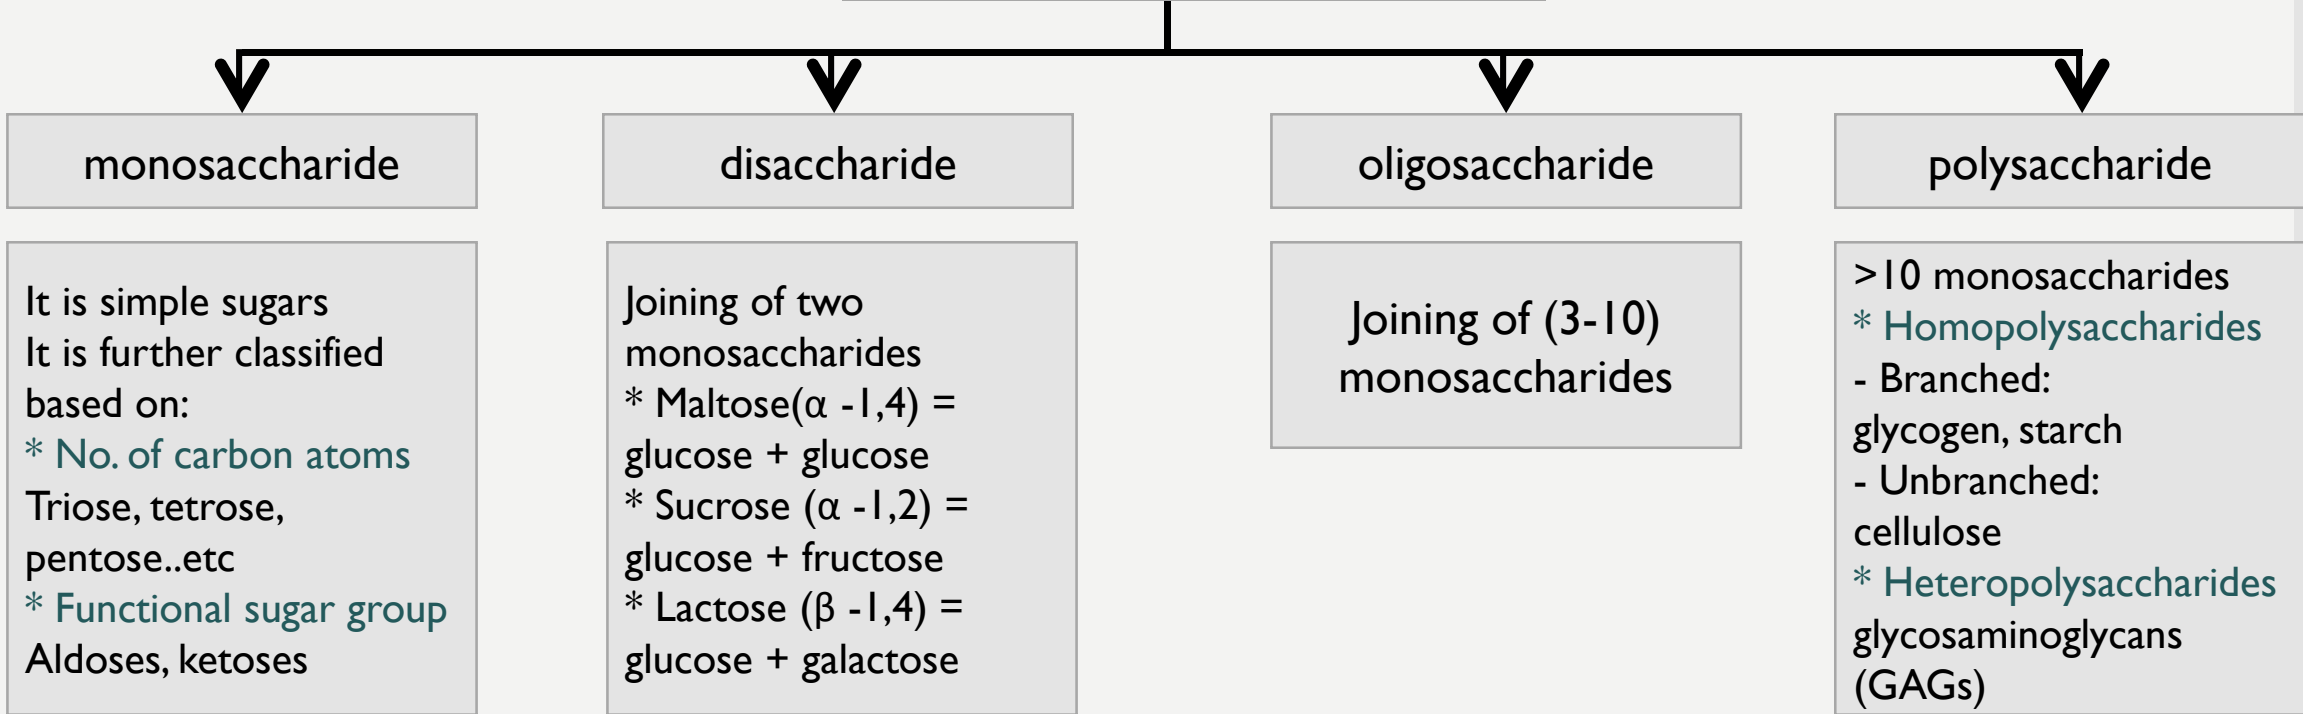 monosaccharide
It is simple sugars
It is further classified
based on:
* No. of carbon atoms
Triose, tetrose,
pentose..etc
* Functional sugar group
Aldoses, ketoses
disaccharide
Joining of two
monosaccharides
* Maltose(α -1,4) =
glucose + glucose
* Sucrose (α -1,2) =
glucose + fructose
* Lactose (β -1,4) =
glucose + galactose
oligosaccharide
Joining of (3-10)
monosaccharides
polysaccharide
>10 monosaccharides
* Homopolysaccharides
- Branched:
glycogen, starch
- Unbranched:
cellulose
* Heteropolysaccharides
glycosaminoglycans
(GAGs)